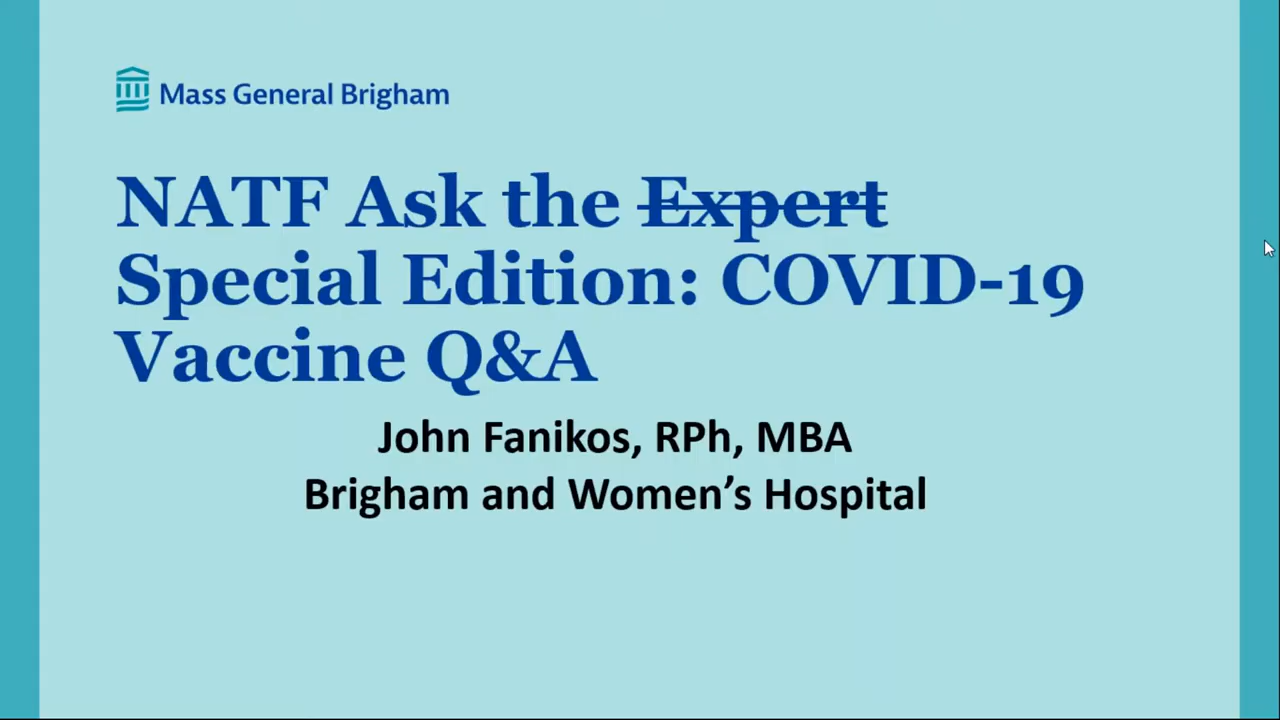 Mass General Brigham
NATF Ask the Expert
Special Edition: COVID-19
Vaccine Q&A
John Fanikos, RPh, MBA
Brigham and Women’s Hospital